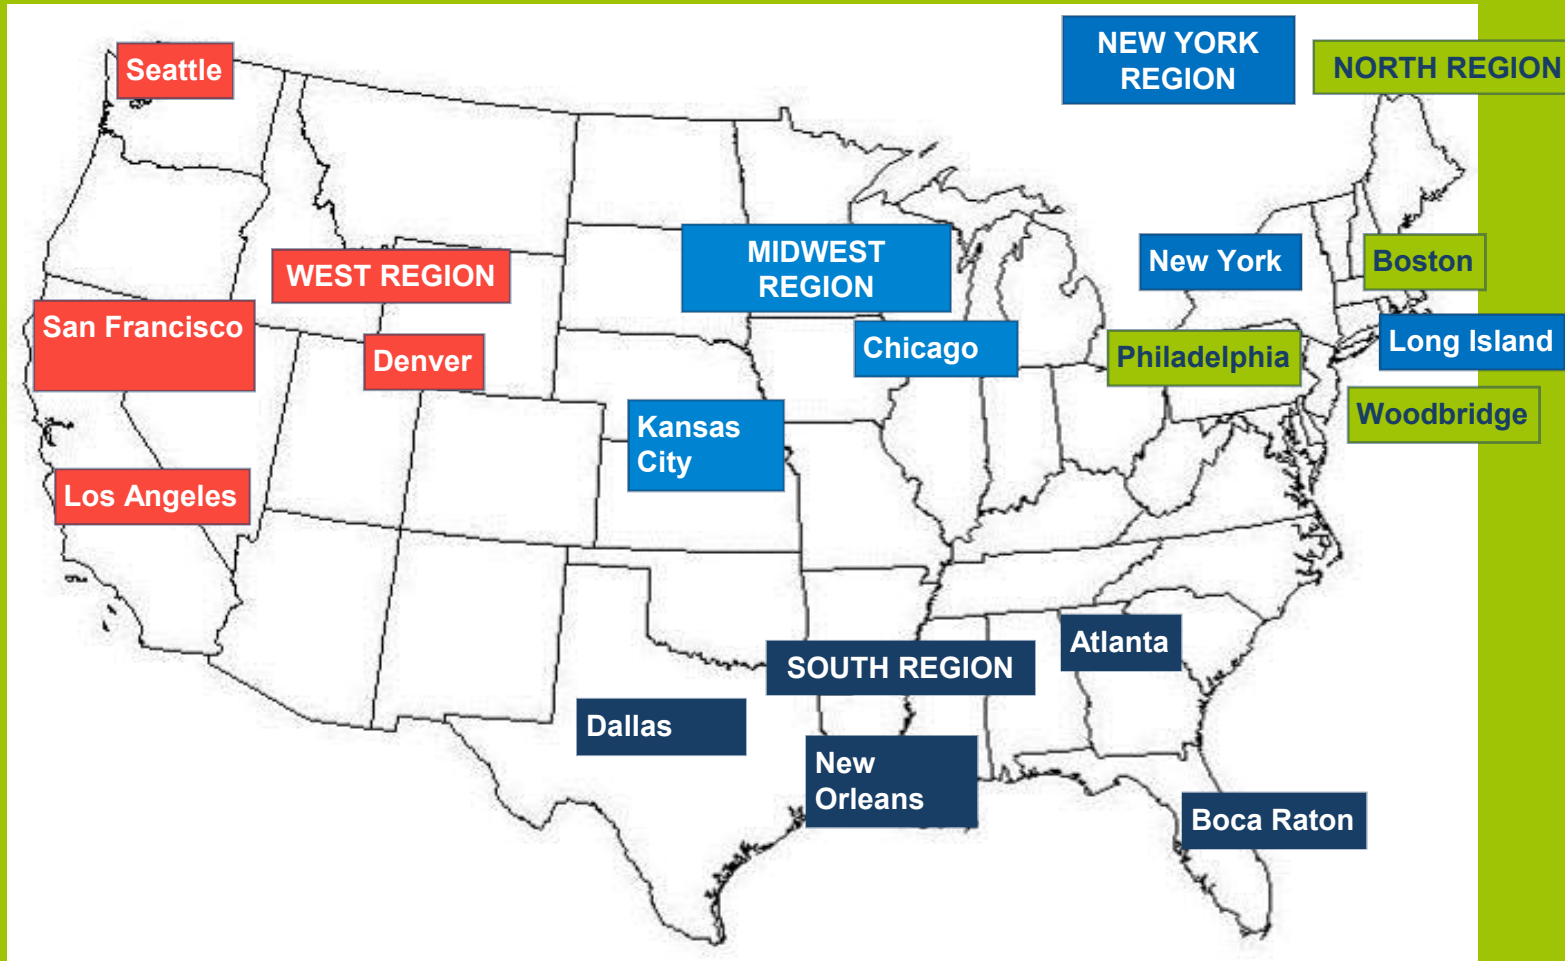 NEW YORK
REGION
NORTH REGION
Seattle
MIDWEST
REGION
New York
Boston
WEST REGION
San Francisco
Denver
Chicago
Philadelphia
Long Island
Kansas
City
Woodbridge
Los Angeles
SOUTH REGION
Atlanta
Dallas
New
Orleans
Boca Raton